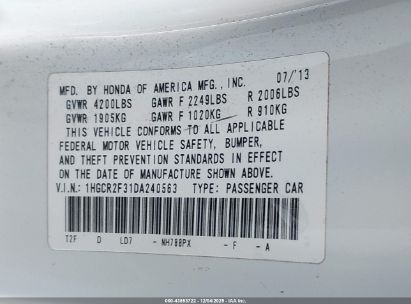 MFD. BY HONDA OF AMERICA MFG., INC. 07/13
GVWR 4200LBS GAWR F 2249LBS R 2006LBS
GVWR 1905KG GAWR F 1020KG R 910KG
THIS VEHICLE CONFORMS TO ALL APPLICABLE
FEDERAL MOTOR VEHICLE SAFETY, BUMPER,
AND THEFT PREVENTION STANDARDS IN EFFECT
ON THE DATE OF MANUFACTURE SHOWN ABOVE.
V.I.N: 1HGCR2F31DA240563 TYPE: PASSENGER CAR
T2F D LD7 - NH788PX - F - A